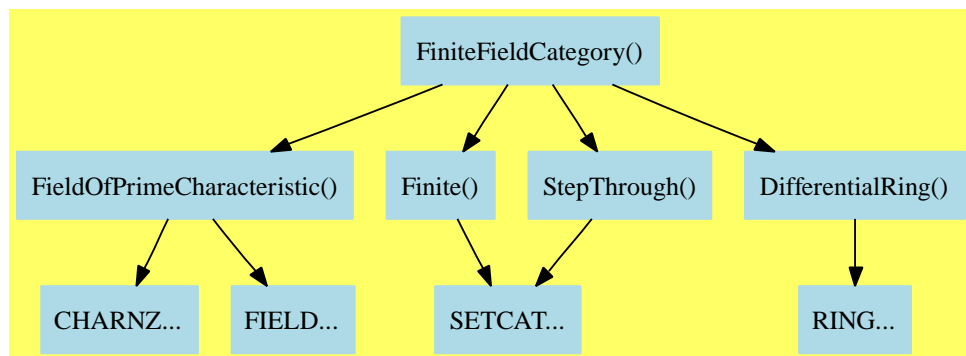 FiniteFieldCategory()
FieldOfPrimeCharacteristic()
Finite()
StepThrough()
DifferentialRing()
CHARNZ...
FIELD...
SETCAT...
RING...